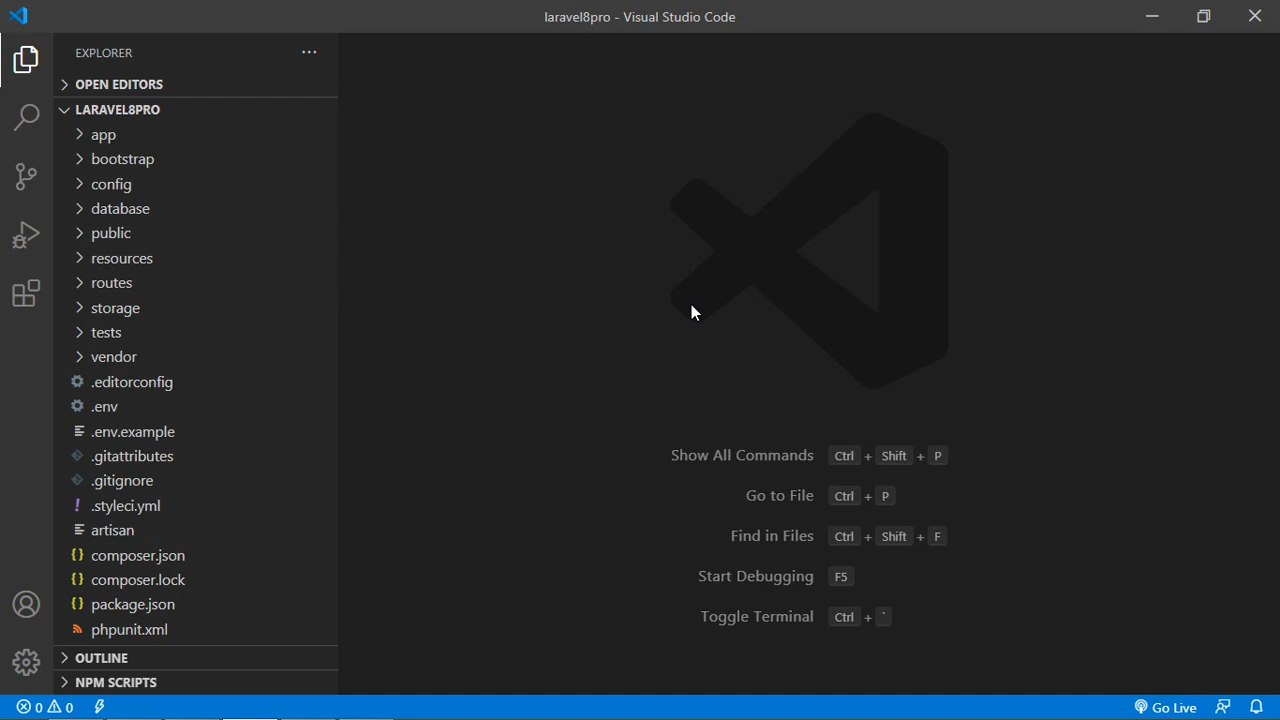 laravel8pro - Visual Studio Code
EXPLORER
OPEN EDITORS
LARAVEL8PRO
app
bootstrap
config
database
public
resources
routes
storage
tests
vendor
.editorconfig
.env
.env.example
.gitattributes
.gitignore
! .styleci.yml
artisan
{} composer.json
{} composer.lock
{} package.json
phpunit.xml
OUTLINE
NPM SCRIPTS
Show All Commands Ctrl + Shift + P
Go to File Ctrl + P
Find in Files Ctrl + Shift + F
Start Debugging F5
Toggle Terminal Ctrl + `
0 0
Go Live